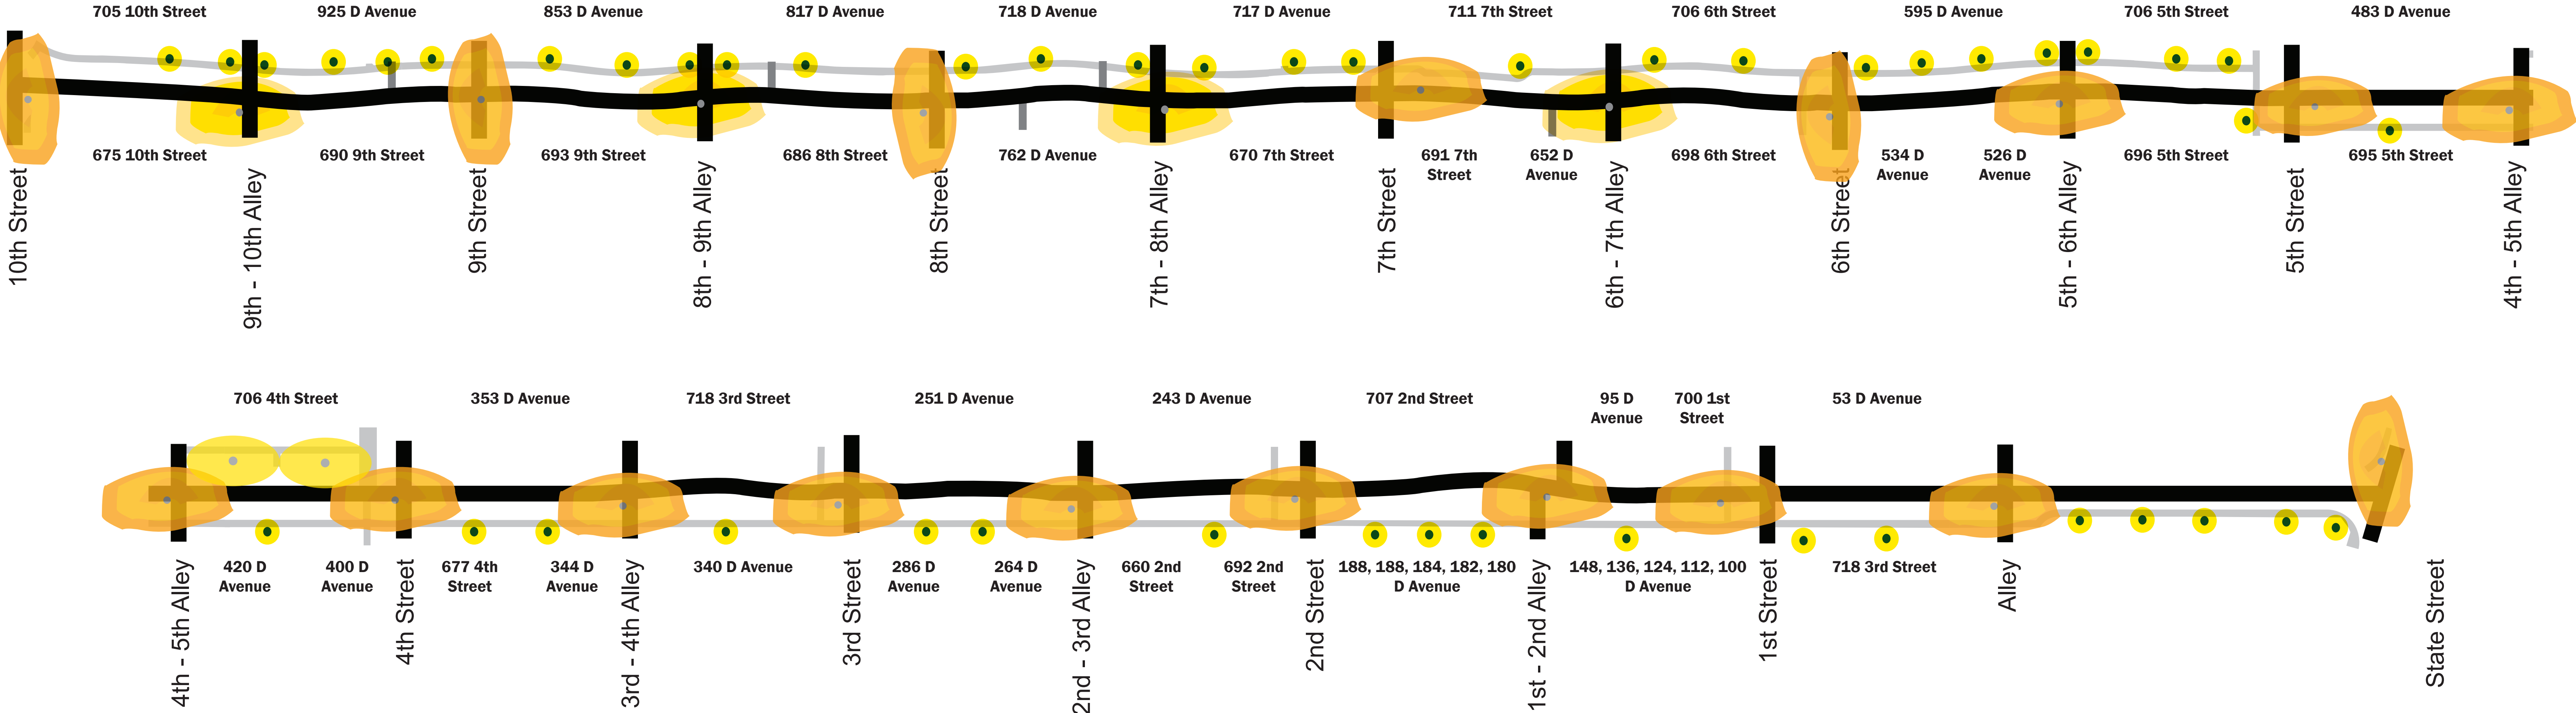 705 10th Street
925 D Avenue
853 D Avenue
817 D Avenue
718 D Avenue
717 D Avenue
711 7th Street
706 6th Street
595 D Avenue
706 5th Street
483 D Avenue
675 10th Street
690 9th Street
693 9th Street
686 8th Street
762 D Avenue
670 7th Street
691 7th
Street
652 D
Avenue
698 6th Street
534 D
Avenue
526 D
Avenue
696 5th Street
695 5th Street
10th Street
9th - 10th Alley
9th Street
8th - 9th Alley
8th Street
7th - 8th Alley
7th Street
6th - 7th Alley
6th Street
5th - 6th Alley
5th Street
4th - 5th Alley
706 4th Street
353 D Avenue
718 3rd Street
251 D Avenue
243 D Avenue
707 2nd Street
95 D
Avenue
700 1st
Street
53 D Avenue
420 D
Avenue
400 D
Avenue
677 4th
Street
344 D
Avenue
340 D Avenue
286 D
Avenue
264 D
Avenue
660 2nd
Street
692 2nd
Street
188, 188, 184, 182, 180
D Avenue
148, 136, 124, 112, 100
D Avenue
718 3rd Street
4th - 5th Alley
4th Street
3rd - 4th Alley
3rd Street
2nd - 3rd Alley
2nd Street
1st - 2nd Alley
1st Street
Alley
State Street